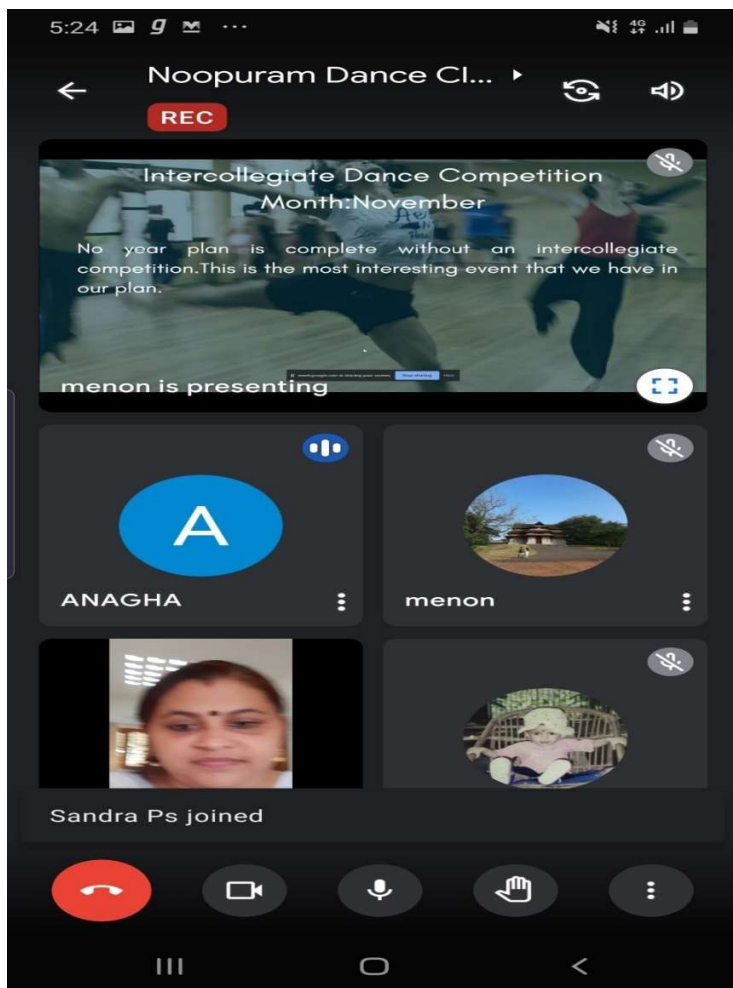 5:24
4G
Noopuram Dance Cl...
REC
Intercollegiate Dance Competition
Month:November
No year plan is complete without an intercollegiate
competition.This is the most interesting event that we have in
our plan.
menon is presenting
A
ANAGHA
menon
Sandra Ps joined